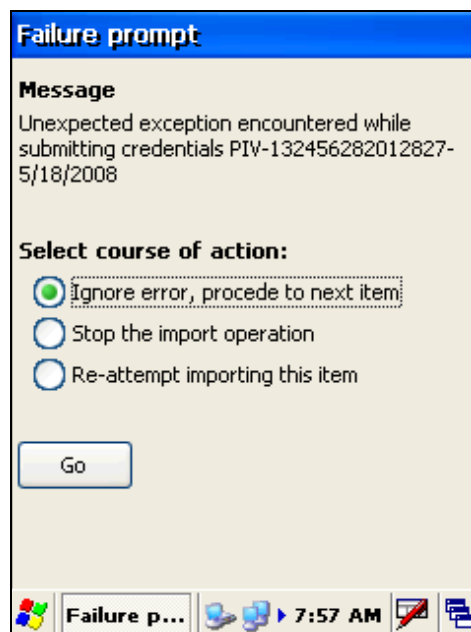 Failure prompt
Message
Unexpected exception encountered while
submitting credentials PIV-132456282012827-
5/18/2008
Select course of action:
Ignore error, procede to next item
Stop the import operation
Re-attempt importing this item
Go
Failure p... 7:57 AM